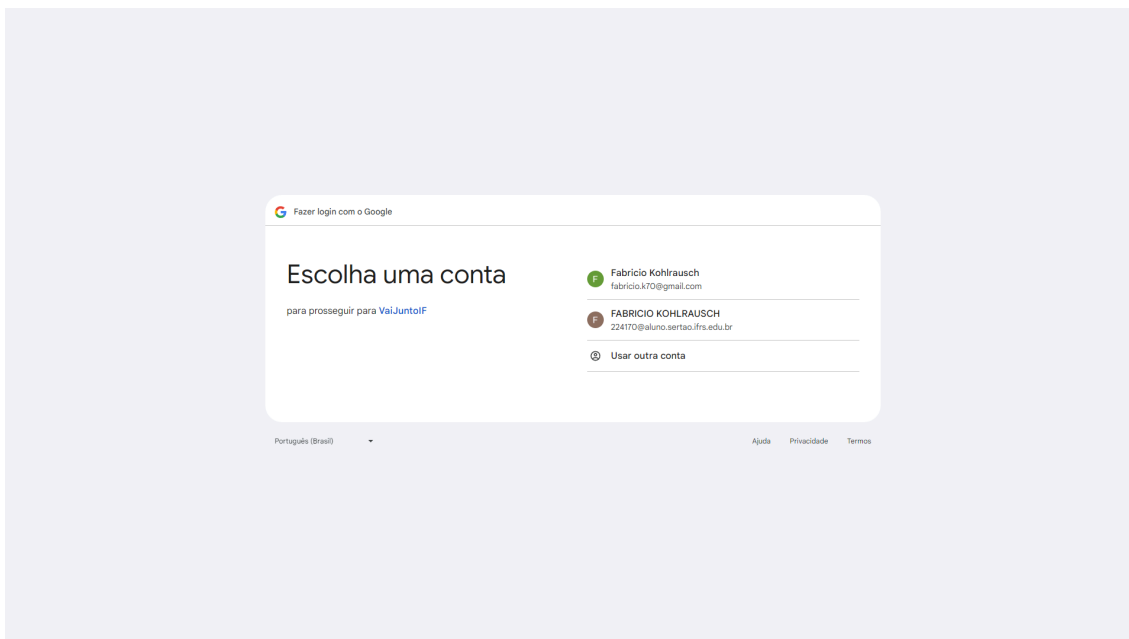 Fazer login com o Google
Escolha uma conta
para prosseguir para VaiJuntoIF
Fabricio Kohlrausch
fabricio.k70@gmail.com
FABRICIO KOHLRAUSCH
224170@aluno.sertao.ifrs.edu.br
Usar outra conta
Português (Brasil)
Ajuda Privacidade Termos